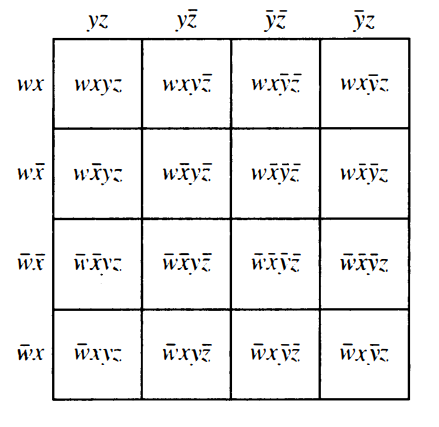 yz yz̄ ȳz̄ ȳz
wx wxyz wxyz̄ wxȳz̄ wxȳz
wx̄ wx̄yz wx̄yz̄ wx̄ȳz̄ wx̄ȳz
w̄x̄ w̄x̄yz w̄x̄yz̄ w̄x̄ȳz̄ w̄x̄ȳz
w̄x w̄xyz w̄xyz̄ w̄xȳz̄ w̄xȳz